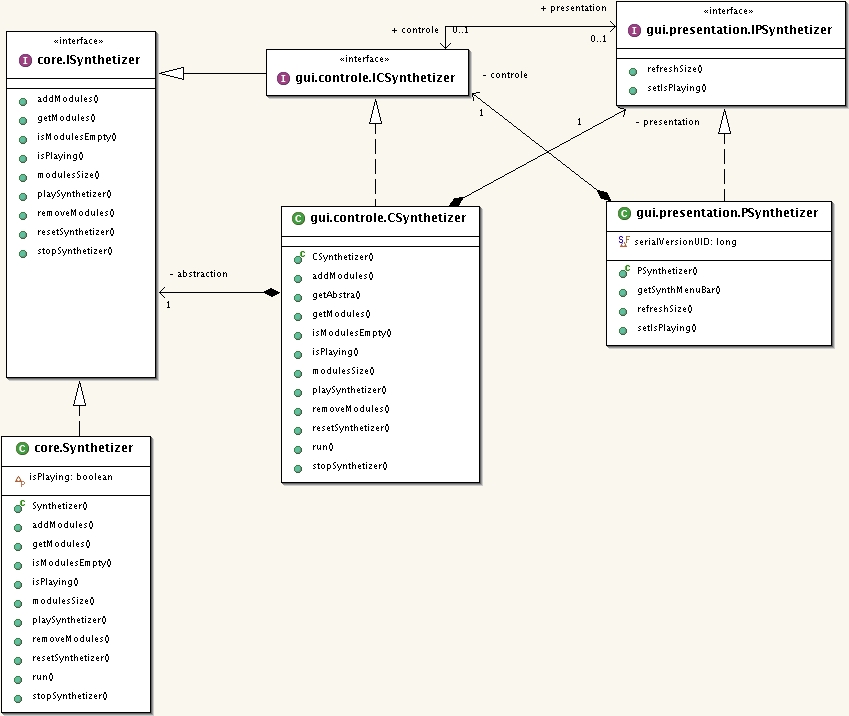 «interface»
core.ISynthetizer
addModules()
getModules()
isModulesEmpty()
isPlaying()
modulesSize()
playSynthetizer()
removeModules()
resetSynthetizer()
stopSynthetizer()
«interface»
gui.controle.ICSynthetizer
+ controle
0..1
+ presentation
0..1
«interface»
gui.presentation.IPSynthetizer
refreshSize()
setIsPlaying()
- controle
1
1
- presentation
- abstraction
1
gui.controle.CSynthetizer
CSynthetizer()
addModules()
getAbstra()
getModules()
isModulesEmpty()
isPlaying()
modulesSize()
playSynthetizer()
removeModules()
resetSynthetizer()
run()
stopSynthetizer()
gui.presentation.PSynthetizer
serialVersionUID: long
PSynthetizer()
getSynthMenuBar()
refreshSize()
setIsPlaying()
core.Synthetizer
isPlaying: boolean
Synthetizer()
addModules()
getModules()
isModulesEmpty()
isPlaying()
modulesSize()
playSynthetizer()
removeModules()
resetSynthetizer()
run()
stopSynthetizer()